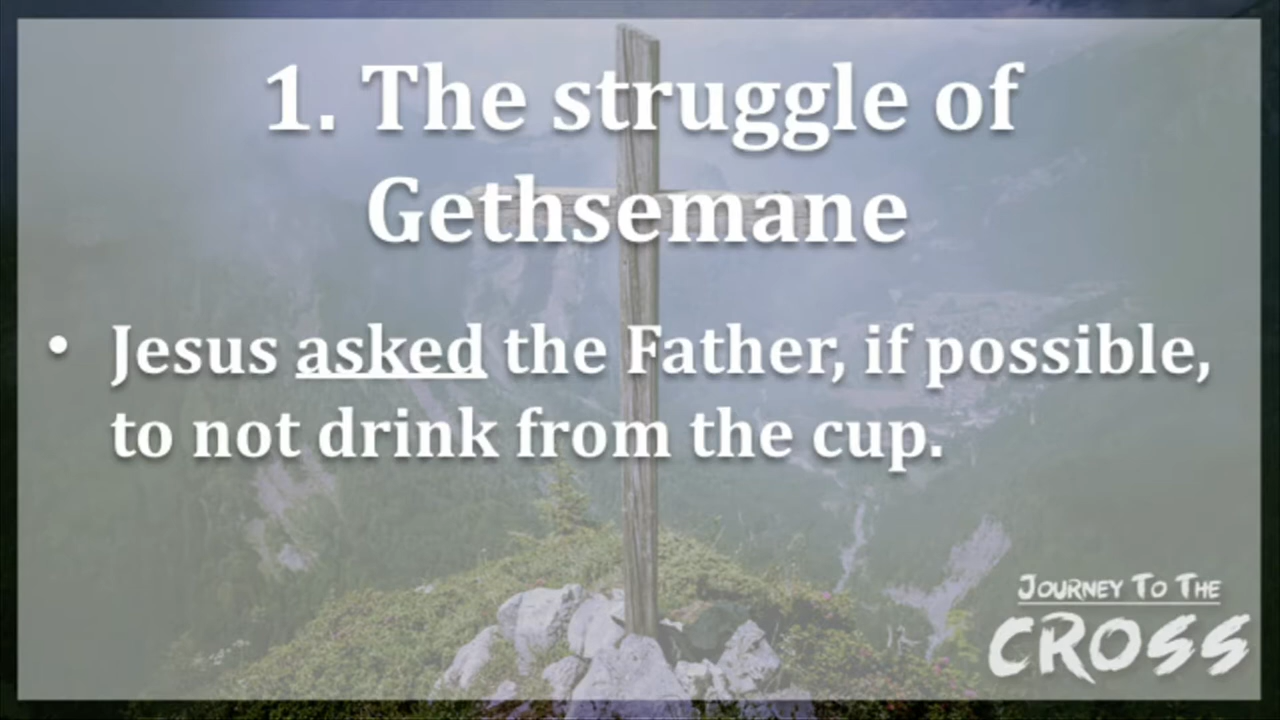 1. The struggle of
Gethsemane
• Jesus asked the Father, if possible,
to not drink from the cup.
JOURNEY TO THE
CROSS